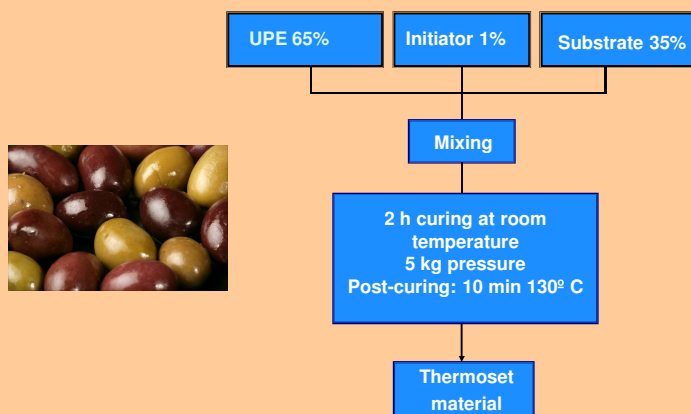 UPE 65%
Initiator 1%
Substrate 35%
Mixing
2 h curing at room
temperature
5 kg pressure
Post-curing: 10 min 130º C
Thermoset
material